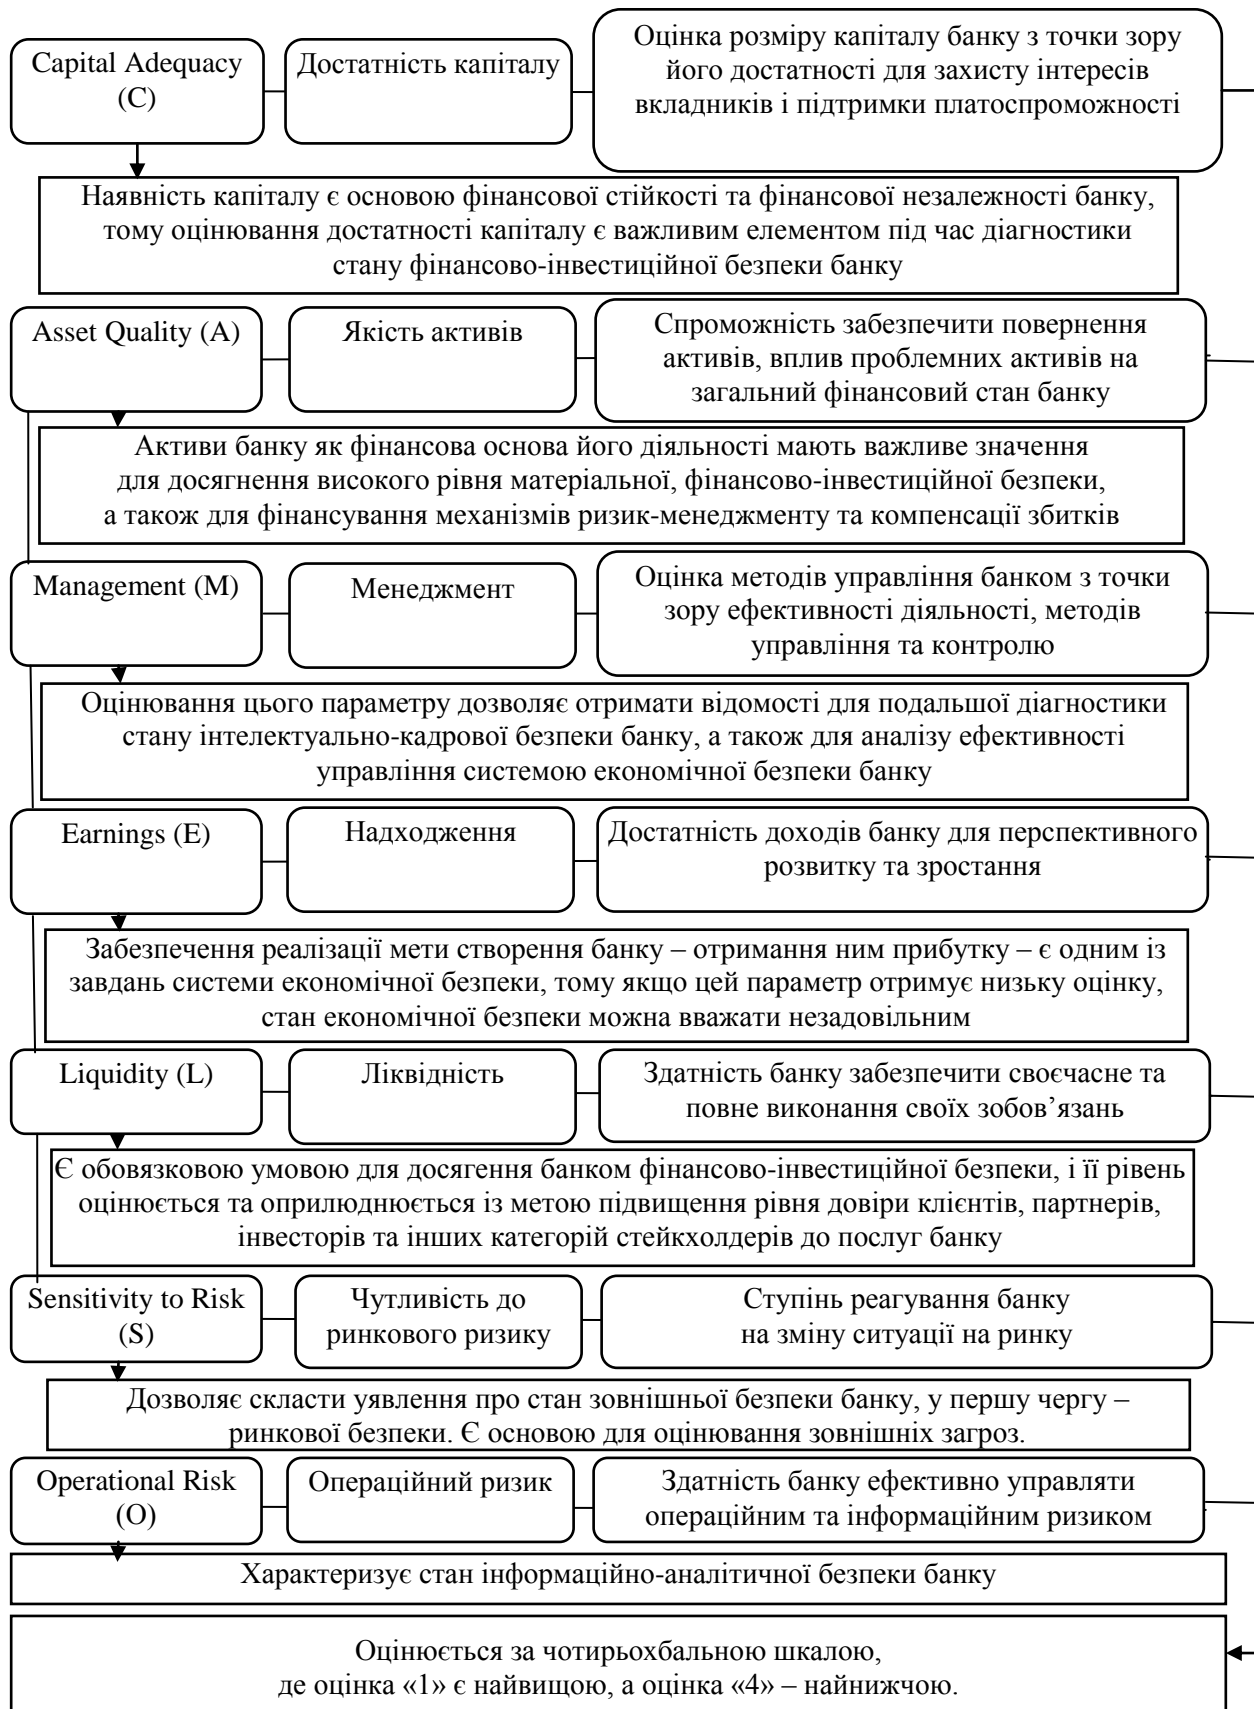 Capital Adequacy
(C)
Достатність капіталу
Оцінка розміру капіталу банку з точки зору
його достатності для захисту інтересів
вкладників і підтримки платоспроможності
Наявність капіталу є основою фінансової стійкості та фінансової незалежності банку,
тому оцінювання достатності капіталу є важливим елементом під час діагностики
стану фінансово-інвестиційної безпеки банку
Asset Quality (A)
Якість активів
Спроможність забезпечити повернення
активів, вплив проблемних активів на
загальний фінансовий стан банку
Активи банку як фінансова основа його діяльності мають важливе значення
для досягнення високого рівня матеріальної, фінансово-інвестиційної безпеки,
а також для фінансування механізмів ризик-менеджменту та компенсації збитків
Management (M)
Менеджмент
Оцінка методів управління банком з точки
зору ефективності діяльності, методів
управління та контролю
Оцінювання цього параметру дозволяє отримати відомості для подальшої діагностики
стану інтелектуально-кадрової безпеки банку, а також для аналізу ефективності
управління системою економічної безпеки банку
Earnings (E)
Надходження
Достатність доходів банку для перспективного
розвитку та зростання
Забезпечення реалізації мети створення банку – отримання ним прибутку – є одним із
завдань системи економічної безпеки, тому якщо цей параметр отримує низьку оцінку,
стан економічної безпеки можна вважати незадовільним
Liquidity (L)
Ліквідність
Здатність банку забезпечити своєчасне та
повне виконання своїх зобов’язань
Є обовязковою умовою для досягення банком фінансово-інвестиційної безпеки, і її рівень
оцінюється та оприлюднюється із метою підвищення рівня довіри клієнтів, партнерів,
інвесторів та інших категорій стейкхолдерів до послуг банку
Sensitivity to Risk
(S)
Чутливість до
ринкового ризику
Ступінь реагування банку
на зміну ситуації на ринку
Дозволяє скласти уявлення про стан зовнішньої безпеки банку, у першу чергу –
ринкової безпеки. Є основою для оцінювання зовнішніх загроз.
Operational Risk
(O)
Операційний ризик
Здатність банку ефективно управляти
операційним та інформаційним ризиком
Характеризує стан інформаційно-аналітичної безпеки банку
Оцінюється за чотирьохбальною шкалою,
де оцінка «1» є найвищою, а оцінка «4» – найнижчою.